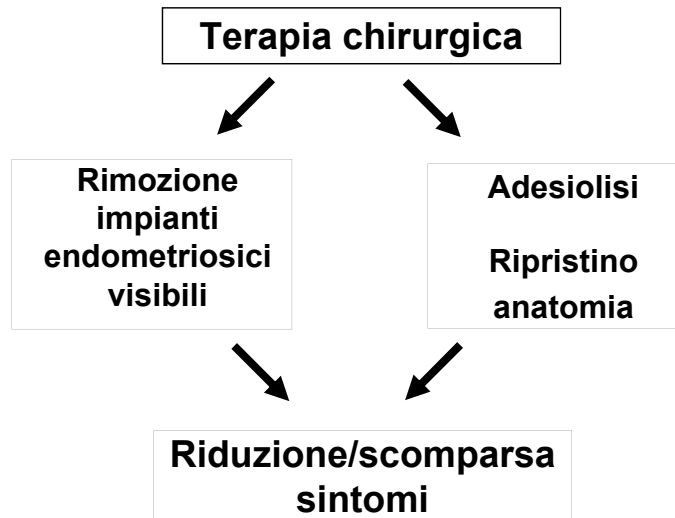 Terapia chirurgica
Rimozione
impianti
endometriosici
visibili
Adesiolisi
Ripristino
anatomia
Riduzione/scomparsa
sintomi